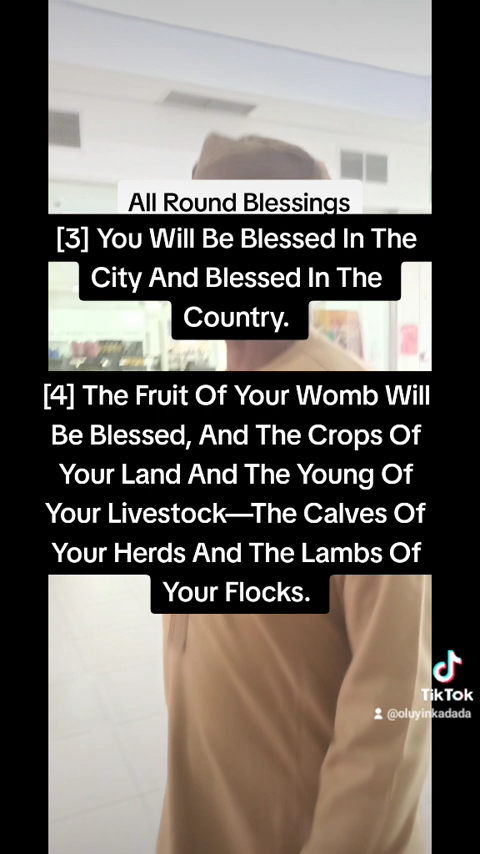 All Round Blessings
[3] You Will Be Blessed In The
City And Blessed In The
Country.
[4] The Fruit Of Your Womb Will
Be Blessed, And The Crops Of
Your Land And The Young Of
Your Livestock—The Calves Of
Your Herds And The Lambs Of
Your Flocks.
TikTok
@oluyinkadada